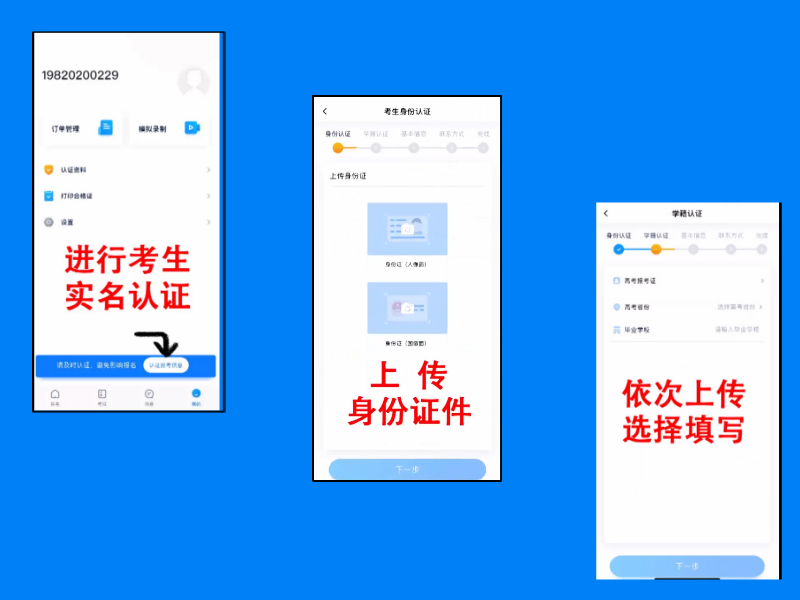 19820200229
订单管理
模拟录制
认证资料
打印合格证
设置
进行考生
实名认证
请及时认证，避免影响报名
认证报考信息
考生身份认证
身份认证 学籍认证 基本信息 联系方式 完成
上传身份证
身份证（人像面）
身份证（国徽面）
上 传
身份证件
下一步
学籍认证
身份认证 学籍认证 基本信息 联系方式 完成
高考报考证
高考省份 选择高考省份
毕业学校 请输入毕业学校
依次上传
选择填写
下一步